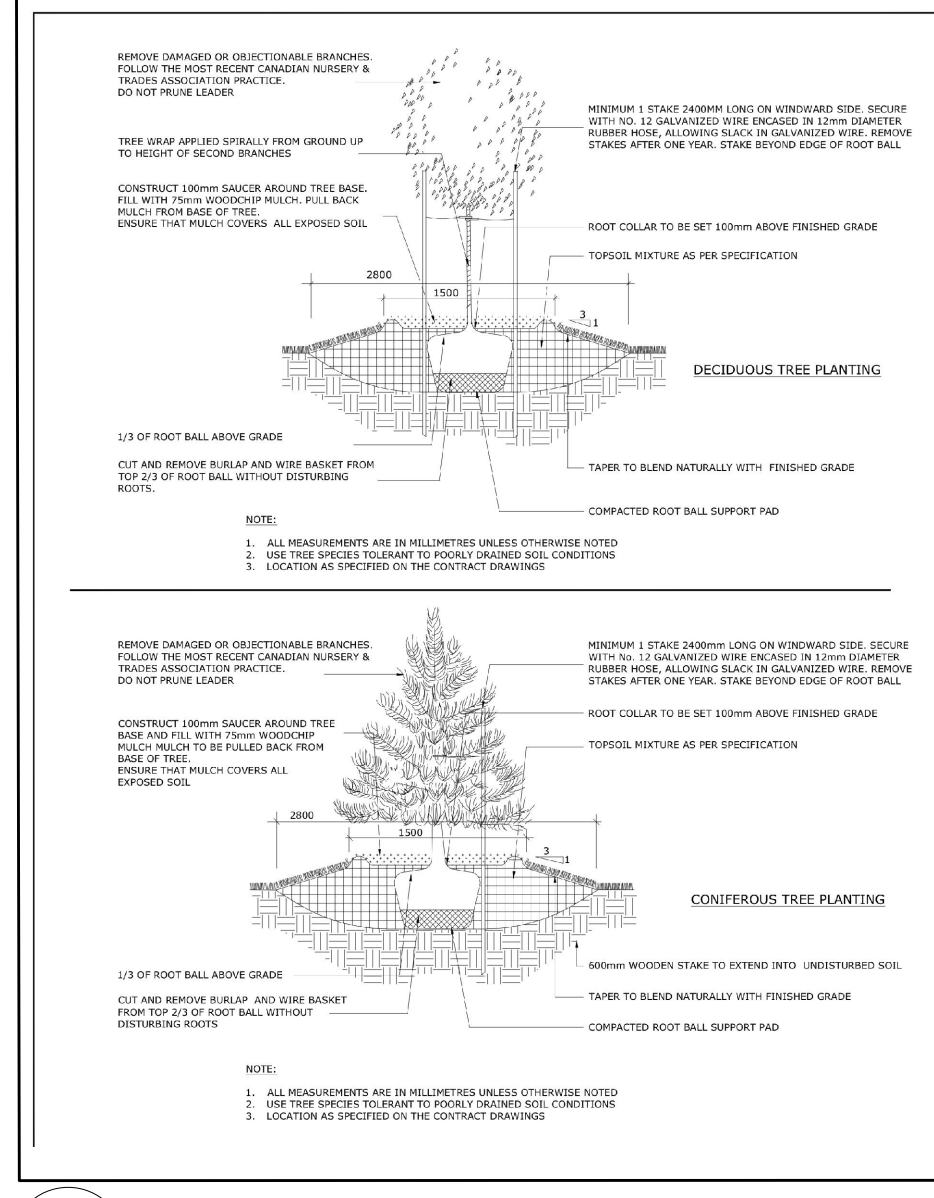 REMOVE DAMAGED OR OBJECTIONABLE BRANCHES.
FOLLOW THE MOST RECENT CANADIAN NURSERY &
TRADES ASSOCIATION PRACTICE.
DO NOT PRUNE LEADER
TREE WRAP APPLIED SPIRALLY FROM GROUND UP
TO HEIGHT OF SECOND BRANCHES
CONSTRUCT 100mm SAUCER AROUND TREE BASE.
FILL WITH 75mm WOODCHIP MULCH. PULL BACK
MULCH FROM BASE OF TREE.
ENSURE THAT MULCH COVERS ALL EXPOSED SOIL
MINIMUM 1 STAKE 2400MM LONG ON WINDWARD SIDE. SECURE
WITH NO. 12 GALVANIZED WIRE ENCASED IN 12mm DIAMETER
RUBBER HOSE, ALLOWING SLACK IN GALVANIZED WIRE. REMOVE
STAKES AFTER ONE YEAR. STAKE BEYOND EDGE OF ROOT BALL
ROOT COLLAR TO BE SET 100mm ABOVE FINISHED GRADE
TOPSOIL MIXTURE AS PER SPECIFICATION
2800
1500
3
1
DECIDUOUS TREE PLANTING
1/3 OF ROOT BALL ABOVE GRADE
CUT AND REMOVE BURLAP AND WIRE BASKET FROM
TOP 2/3 OF ROOT BALL WITHOUT DISTURBING
ROOTS.
TAPER TO BLEND NATURALLY WITH FINISHED GRADE
COMPACTED ROOT BALL SUPPORT PAD
NOTE:
1. ALL MEASUREMENTS ARE IN MILLIMETRES UNLESS OTHERWISE NOTED
2. USE TREE SPECIES TOLERANT TO POORLY DRAINED SOIL CONDITIONS
3. LOCATION AS SPECIFIED ON THE CONTRACT DRAWINGS
REMOVE DAMAGED OR OBJECTIONABLE BRANCHES.
FOLLOW THE MOST RECENT CANADIAN NURSERY &
TRADES ASSOCIATION PRACTICE.
DO NOT PRUNE LEADER
CONSTRUCT 100mm SAUCER AROUND TREE
BASE AND FILL WITH 75mm WOODCHIP
MULCH MULCH TO BE PULLED BACK FROM
BASE OF TREE.
ENSURE THAT MULCH COVERS ALL
EXPOSED SOIL
MINIMUM 1 STAKE 2400mm LONG ON WINDWARD SIDE. SECURE
WITH No. 12 GALVANIZED WIRE ENCASED IN 12mm DIAMETER
RUBBER HOSE, ALLOWING SLACK IN GALVANIZED WIRE. REMOVE
STAKES AFTER ONE YEAR. STAKE BEYOND EDGE OF ROOT BALL
ROOT COLLAR TO BE SET 100mm ABOVE FINISHED GRADE
TOPSOIL MIXTURE AS PER SPECIFICATION
2800
1500
3
1
CONIFEROUS TREE PLANTING
1/3 OF ROOT BALL ABOVE GRADE
CUT AND REMOVE BURLAP AND WIRE BASKET
FROM TOP 2/3 OF ROOT BALL WITHOUT
DISTURBING ROOTS
600mm WOODEN STAKE TO EXTEND INTO UNDISTURBED SOIL
TAPER TO BLEND NATURALLY WITH FINISHED GRADE
COMPACTED ROOT BALL SUPPORT PAD
NOTE:
1. ALL MEASUREMENTS ARE IN MILLIMETRES UNLESS OTHERWISE NOTED
2. USE TREE SPECIES TOLERANT TO POORLY DRAINED SOIL CONDITIONS
3. LOCATION AS SPECIFIED ON THE CONTRACT DRAWINGS